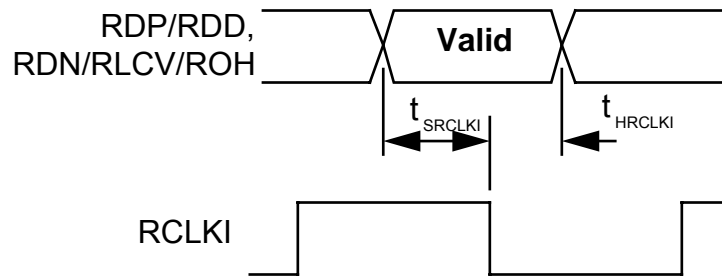 RDP/RDD,
RDN/RLCV/ROH
Valid
tSRCLKI
tHRCLKI
RCLKI